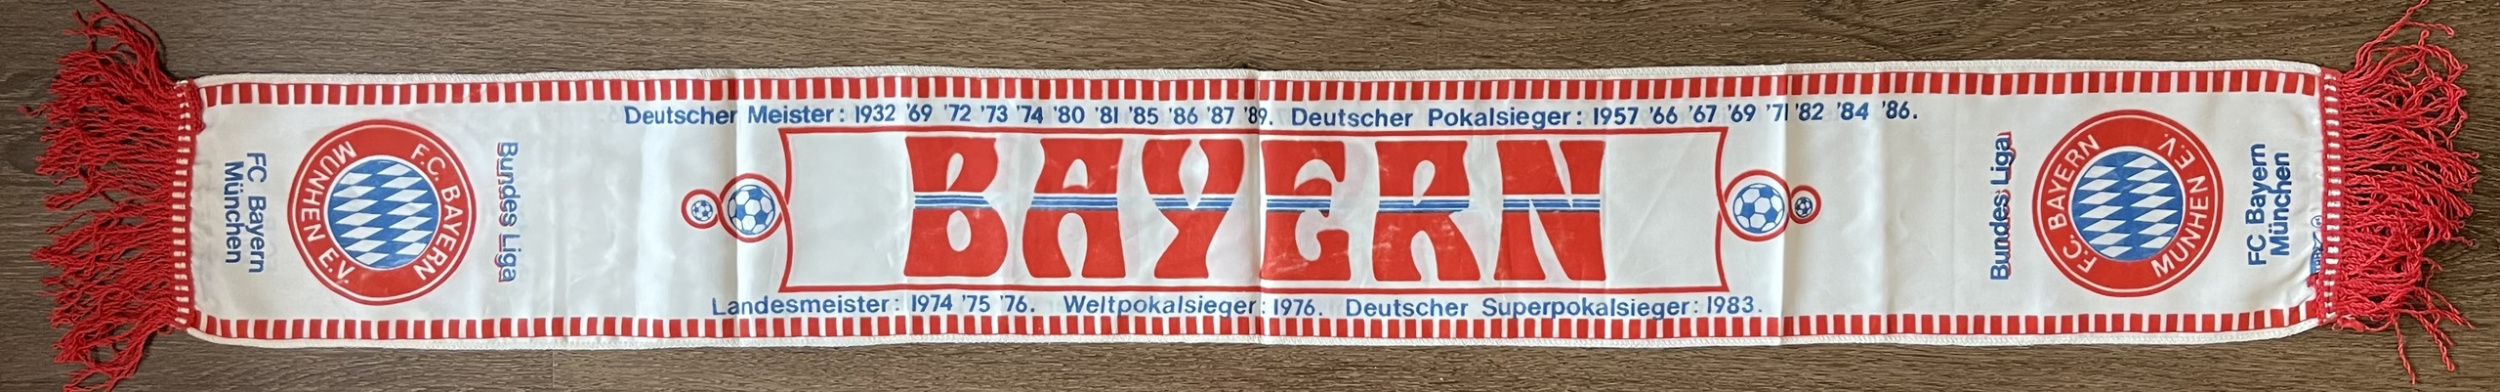 Deutscher Meister: 1932 '69 '72 '73 '74 '80 '81 '85 '86 '87 '89. Deutscher Pokalsieger: 1957 '66 '67 '69 '71 '82 '84 '86.
FC. Bayern
München
F.C. BAYERN
MUNHEN E.V.
Bundes Liga
BAYERN
Bundes Liga
F.C. BAYERN
MUNHEN E.V.
FC Bayern
München
Landesmeister: 1974 '75 '76. Weltpokalsieger: 1976. Deutscher Superpokalsieger: 1983.